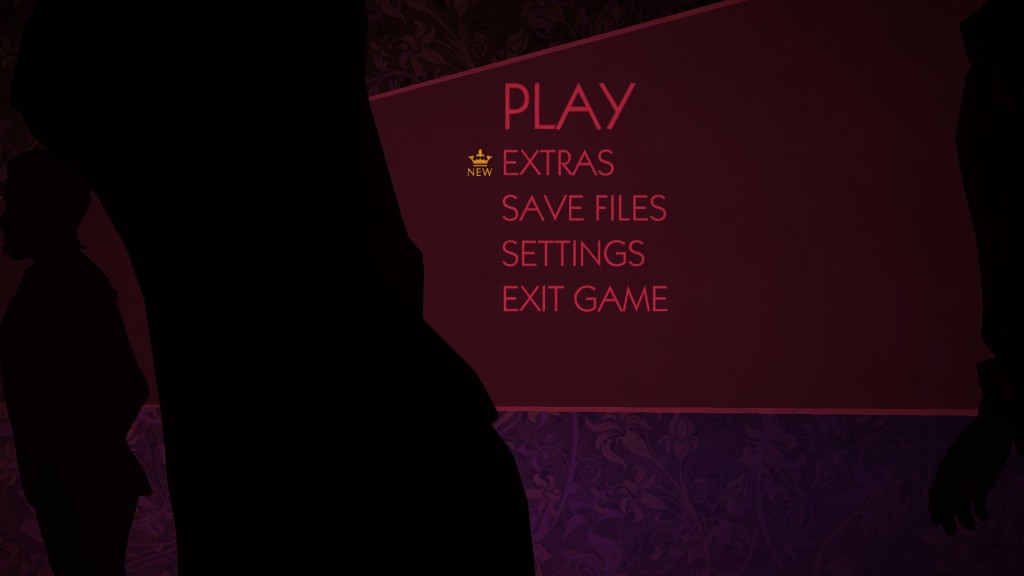 PLAY
NEW
EXTRAS
SAVE FILES
SETTINGS
EXIT GAME